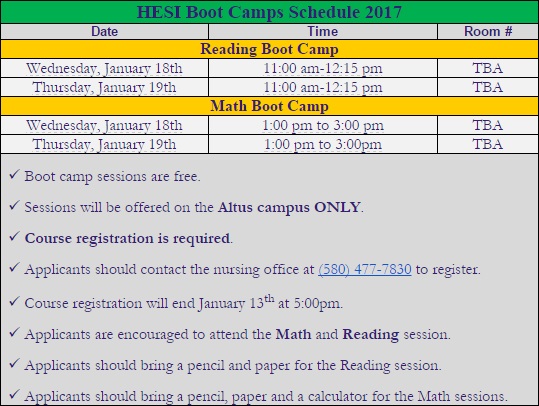 HESI Boot Camps Schedule 2017
Date Time Room #
Reading Boot Camp
Wednesday, January 18th 11:00 am-12:15 pm TBA
Thursday, January 19th 11:00 am-12:15 pm TBA
Math Boot Camp
Wednesday, January 18th 1:00 pm to 3:00 pm TBA
Thursday, January 19th 1:00 pm to 3:00pm TBA
✓ Boot camp sessions are free.
✓ Sessions will be offered on the Altus campus ONLY.
✓ Course registration is required.
✓ Applicants should contact the nursing office at (580) 477-7830 to register.
✓ Course registration will end January 13th at 5:00pm.
✓ Applicants are encouraged to attend the Math and Reading session.
✓ Applicants should bring a pencil and paper for the Reading session.
✓ Applicants should bring a pencil, paper and a calculator for the Math sessions.